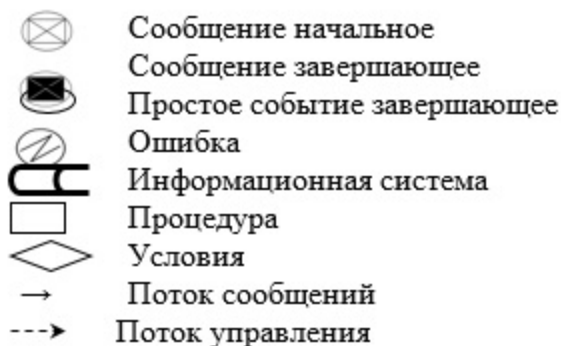 Сообщение начальное
Сообщение завершающее
Простое событие завершающее
Ошибка
Информационная система
Процедура
Условия
Поток сообщений
Поток управления